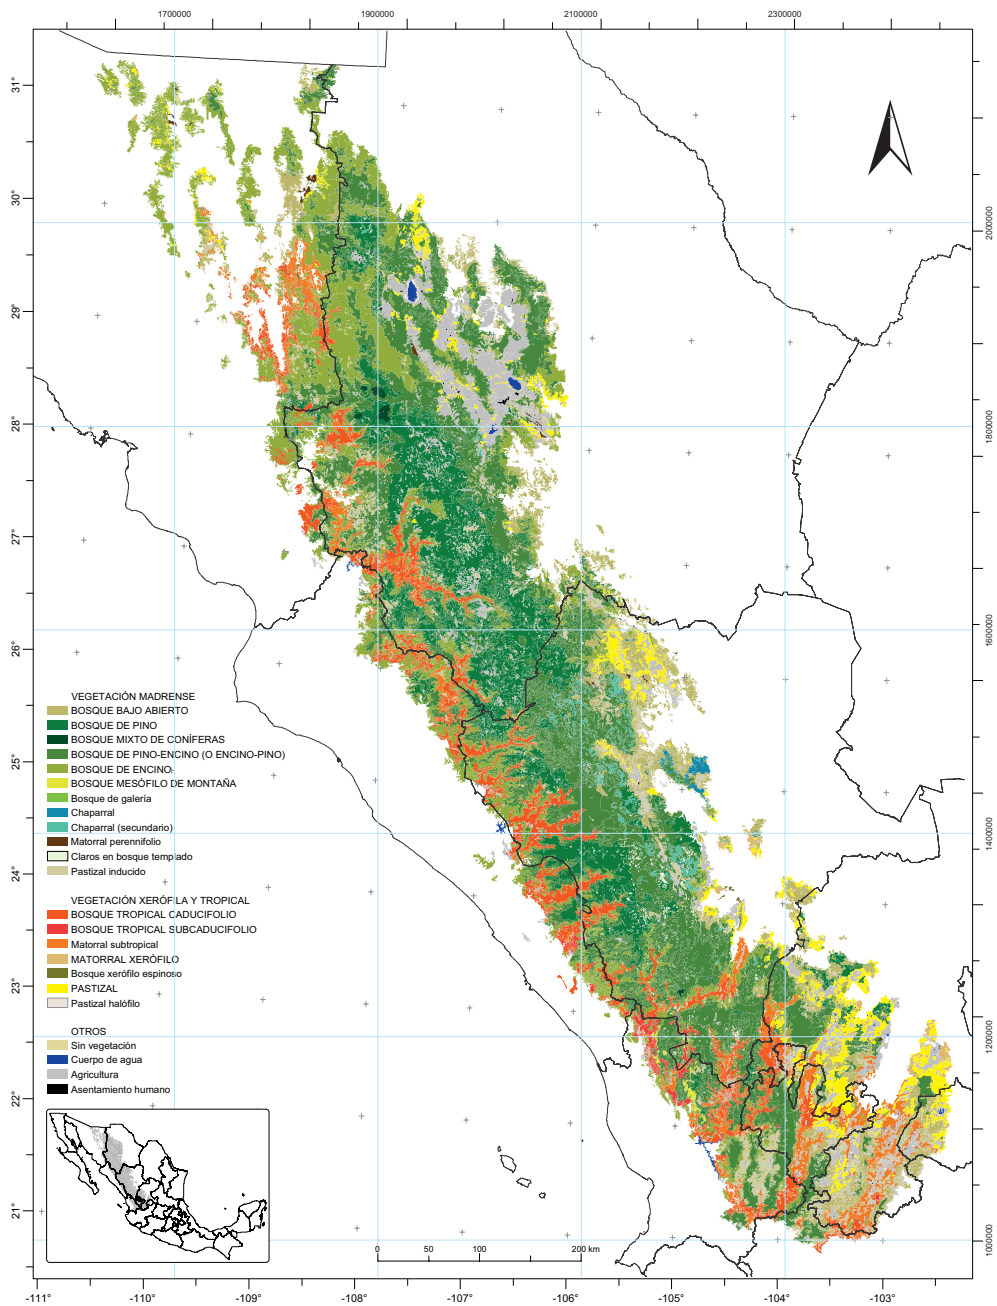 1700000
1900000
2100000
2300000
31°
30°
29°
28°
27°
26°
25°
24°
23°
22°
21°
2000000
1800000
1600000
1400000
1200000
1000000
VEGETACIÓN MADRENSE
BOSQUE BAJO ABIERTO
BOSQUE DE PINO
BOSQUE MIXTO DE CONÍFERAS
BOSQUE DE PINO-ENCINO (O ENCINO-PINO)
BOSQUE DE ENCINO
BOSQUE MESÓFILO DE MONTAÑA
Bosque de galería
Chaparral
Chaparral (secundario)
Matorral perennifolio
Claros en bosque templado
Pastizal inducido
VEGETACIÓN XERÓFILA Y TROPICAL
BOSQUE TROPICAL CADUCIFOLIO
BOSQUE TROPICAL SUBCADUCIFOLIO
Matorral subtropical
MATORRAL XERÓFILO
Bosque xerófilo espinoso
PASTIZAL
Pastizal halófilo
OTROS
Sin vegetación
Cuerpo de agua
Agricultura
Asentamiento humano
0 50 100 200 km
-111° -110° -109° -108° -107° -106° -105° -104° -103°